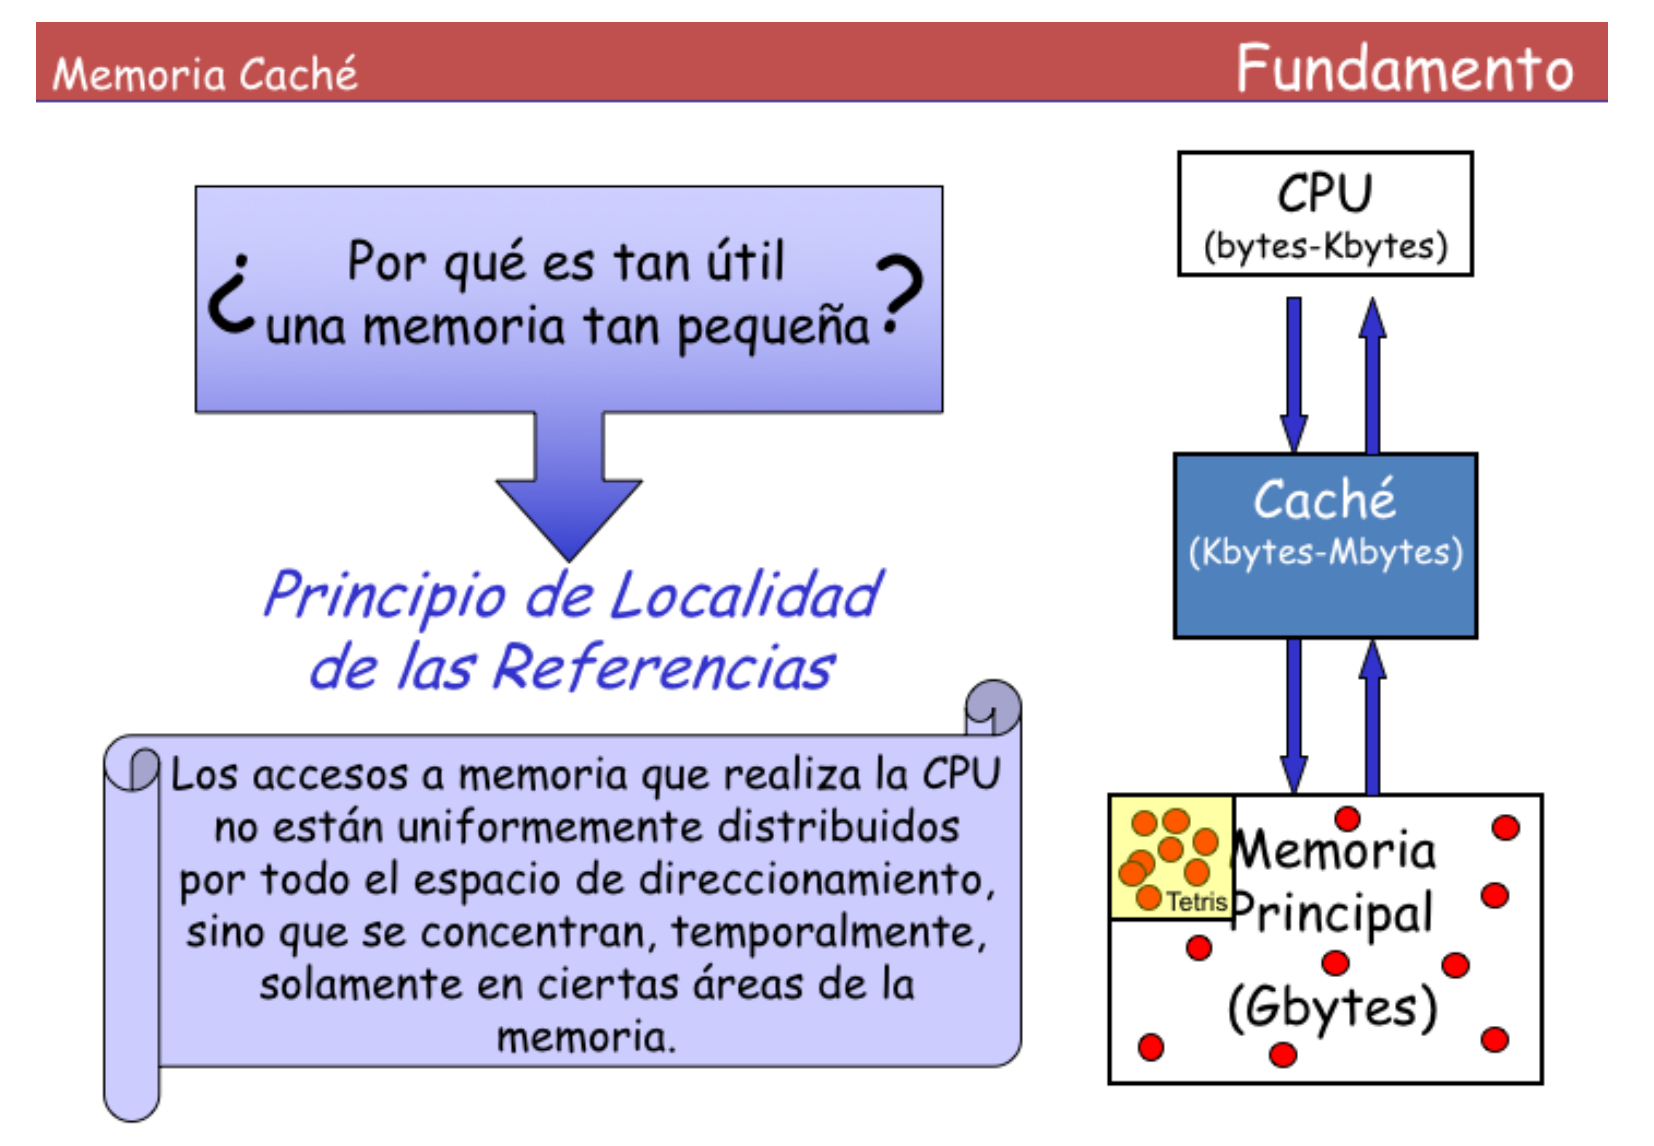 Memoria Caché
Fundamento
¿Por qué es tan útil
una memoria tan pequeña?
Principio de Localidad
de las Referencias
Los accesos a memoria que realiza la CPU
no están uniformemente distribuidos
por todo el espacio de direccionamiento,
sino que se concentran, temporalmente,
solamente en ciertas áreas de la
memoria.
CPU
(bytes-Kbytes)
Caché
(Kbytes-Mbytes)
Memoria
Tetris
Principal
(Gbytes)